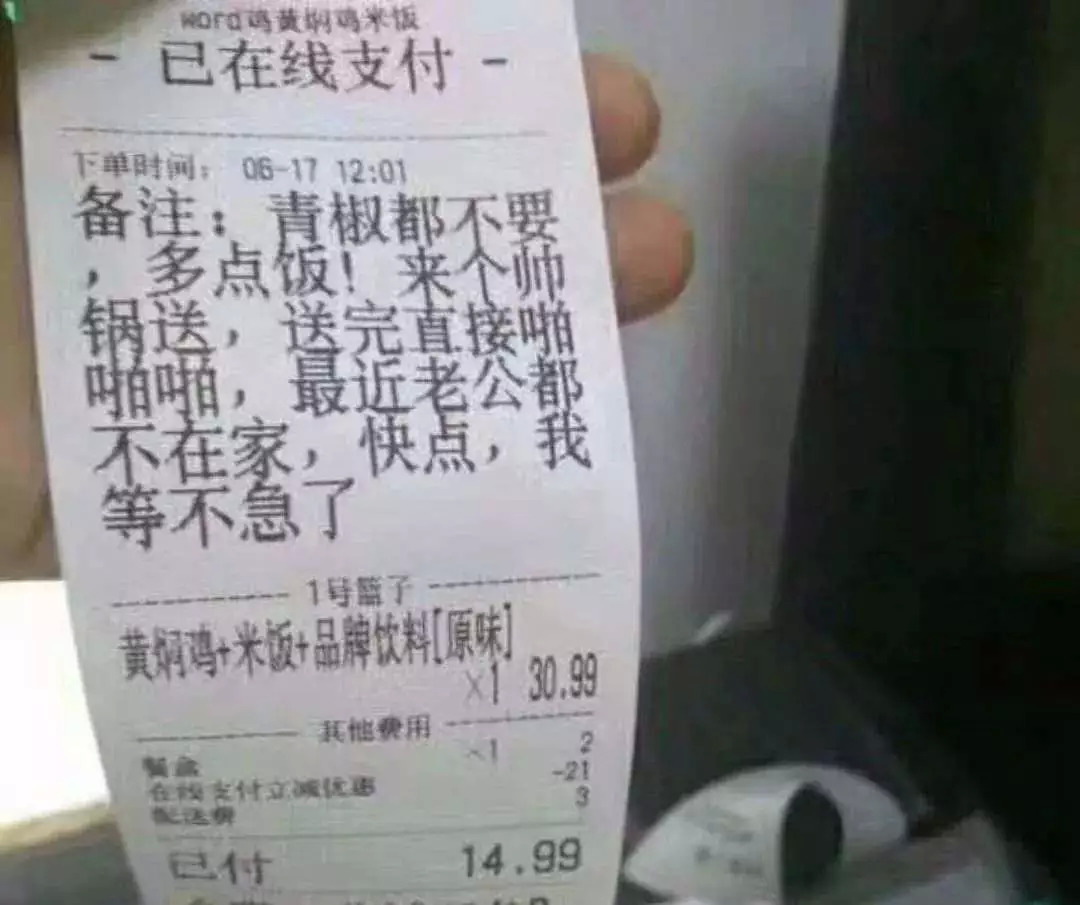 word鸡黄焖鸡米饭
- 已在线支付 -
下单时间： 06-17 12:01
备注：青椒都不要
，多点饭！来个帅
锅送，送完直接啪
啪啪，最近老公都
不在家，快点，我
等不急了
1号篮子
黄焖鸡+米饭+品牌饮料[原味]
X1 30.99
其他费用
餐盒 X1 2
在线支付立减优惠 -21
配送费 3
已付 14.99